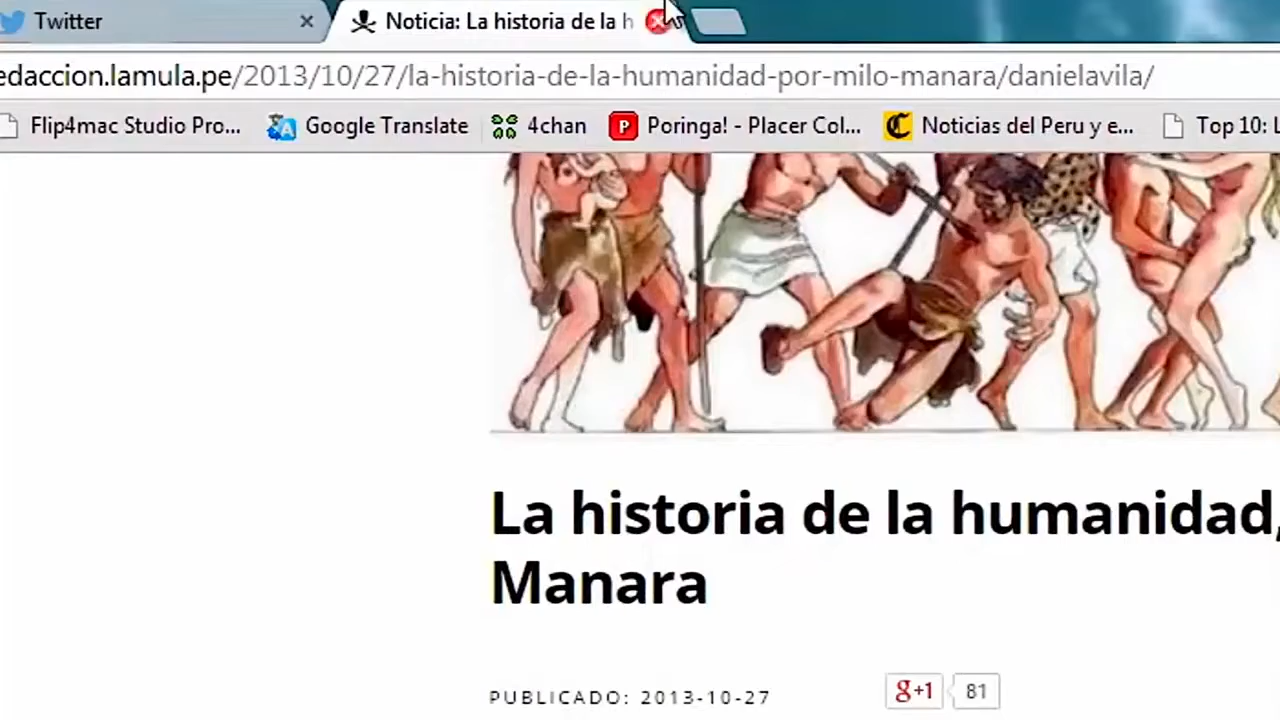 Twitter
Noticia: La historia de la h
edaccion.lamula.pe/2013/10/27/la-historia-de-la-humanidad-por-milo-manara/danielavila/
Flip4mac Studio Pro... Google Translate 4chan Poringa! - Placer Col... Noticias del Peru y e... Top 10: L
La historia de la humanidad,
Manara
PUBLICADO: 2013-10-27
g+1 81